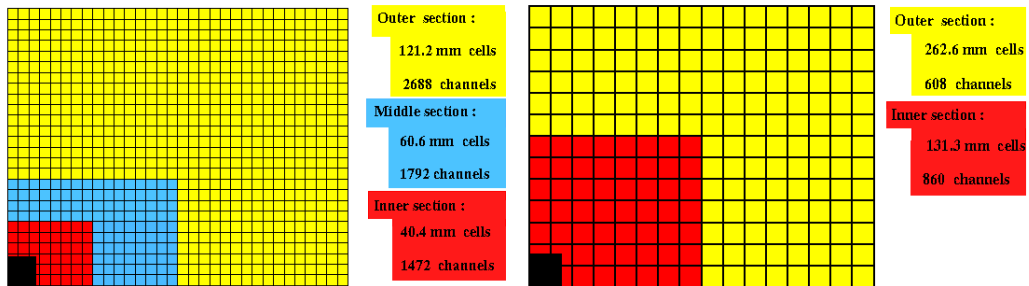 Outer section :
121.2 mm cells
2688 channels
Middle section :
60.6 mm cells
1792 channels
Inner section :
40.4 mm cells
1472 channels
Outer section :
262.6 mm cells
608 channels
Inner section :
131.3 mm cells
860 channels